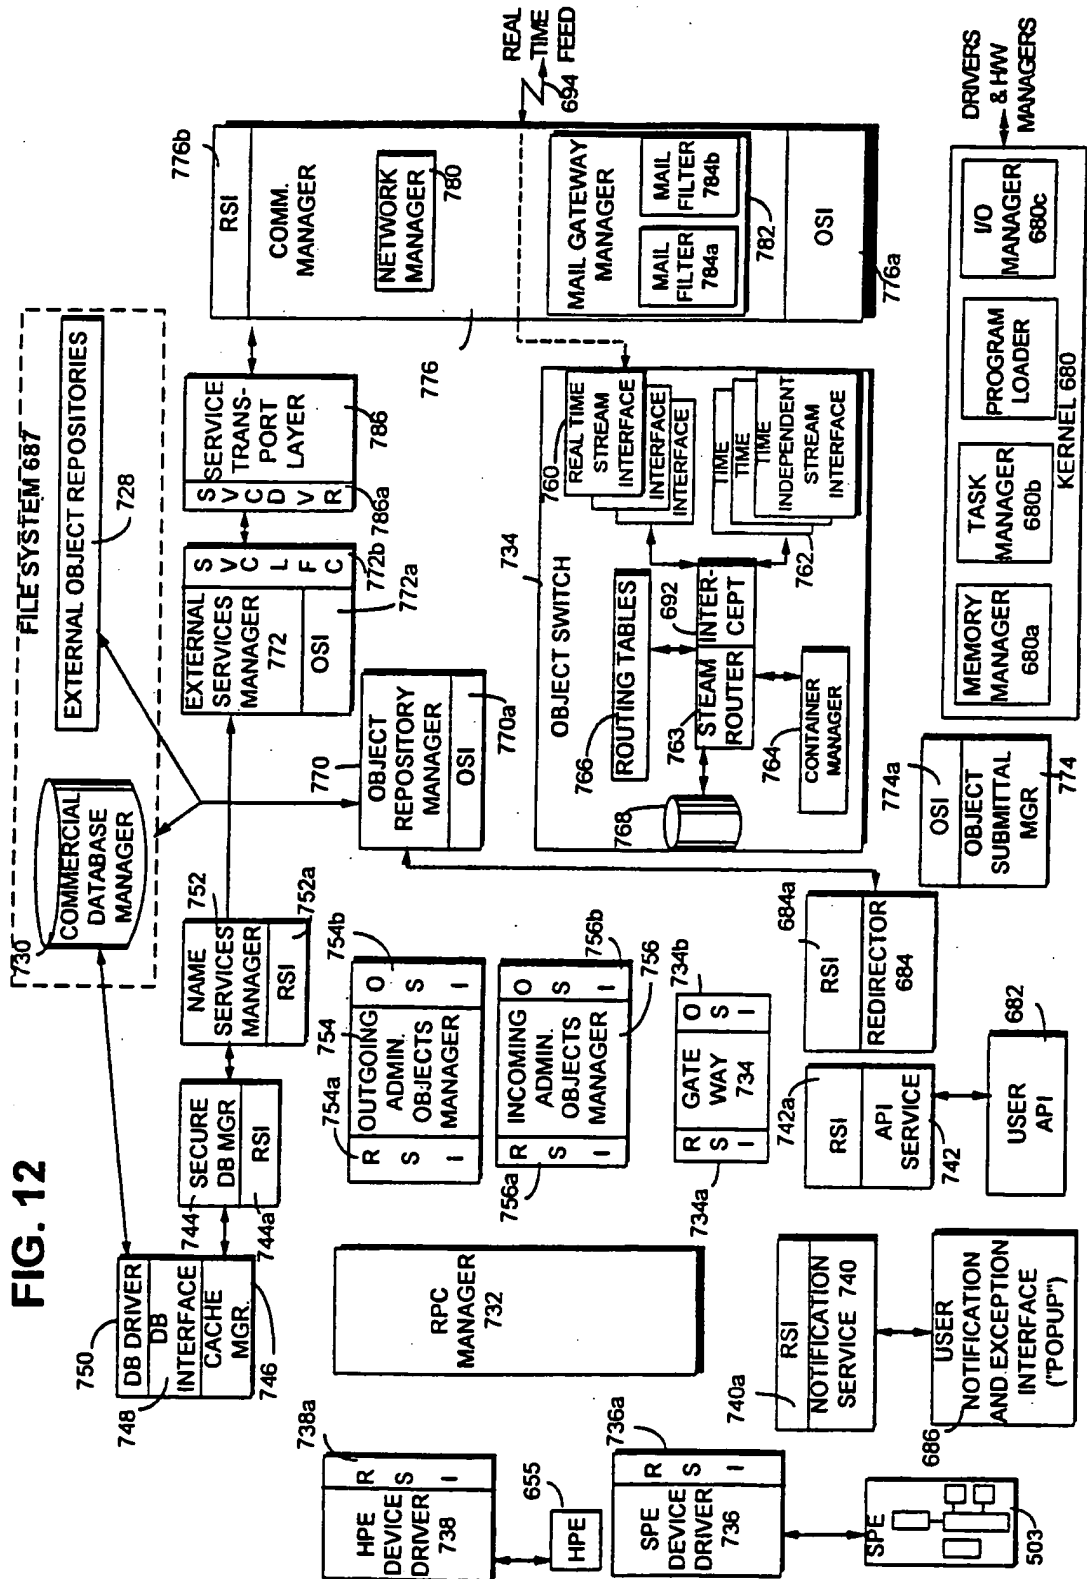 FIG. 12
FILE SYSTEM 687
EXTERNAL OBJECT REPOSITORIES
728
730
COMMERCIAL
DATABASE
MANAGER
750
DB DRIVER
DB
INTERFACE
CACHE
MGR.
748
746
744
SECURE
DB MGR
RSI
744a
NAME
SERVICES
MANAGER
RSI
752
752a
EXTERNAL
SERVICES
MANAGER
772
OSI
772a
S
V
C
L
F
C
772b
S
V
C
D
V
R
786a
SERVICE
TRANS-
PORT
LAYER
786
776b
RSI
COMM.
MANAGER
NETWORK
MANAGER
780
776
MAIL GATEWAY
MANAGER
MAIL
FILTER
784a
MAIL
FILTER
784b
782
OSI
776a
REAL
TIME
FEED
694
738a
HPE
DEVICE
DRIVER
738
R
S
I
655
HPE
736a
SPE
DEVICE
DRIVER
736
R
S
I
SPE
503
RPC
MANAGER
732
754a
754
754b
R
S
I
OUTGOING
ADMIN.
OBJECTS
MANAGER
O
S
I
756a
R
S
I
INCOMING
ADMIN.
OBJECTS
MANAGER
O
S
I
756b
756
734a
R
S
I
GATE
WAY
734
O
S
I
734b
770
OBJECT
REPOSITORY
MANAGER
OSI
770a
734
OBJECT SWITCH
760
REAL TIME
STREAM
INTERFACE
INTERFACE
INTERFACE
766
ROUTING TABLES
692
763
STEAM
ROUTER
INTER-
CEPT
768
764
CONTAINER
MANAGER
762
TIME
TIME
TIME
INDEPENDENT
STREAM
INTERFACE
740a
RSI
NOTIFICATION
SERVICE 740
686
USER
NOTIFICATION
AND.EXCEPTION
INTERFACE
("POPUP")
742a
RSI
API
SERVICE
742
USER
API
682
684a
RSI
REDIRECTOR
684
774a
OSI
OBJECT
SUBMITTAL
MGR
774
MEMORY
MANAGER
680a
TASK
MANAGER
680b
PROGRAM
LOADER
I/O
MANAGER
680c
KERNEL 680
DRIVERS
& H/W
MANAGERS